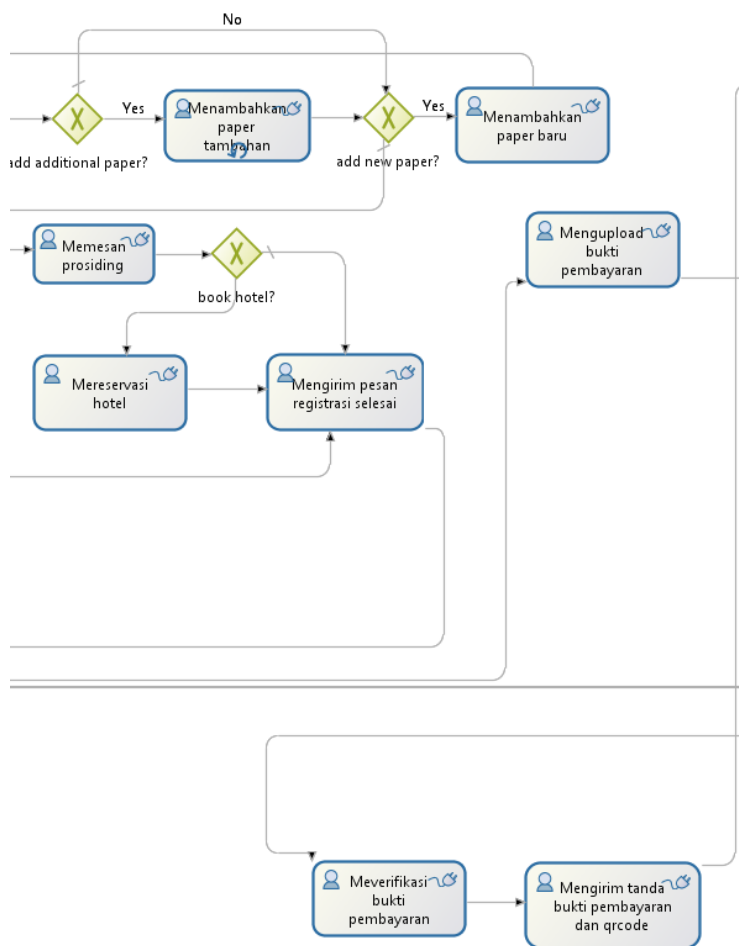 No
Yes
Menambahkan
paper
tambahan
Yes
Menambahkan
paper baru
add additional paper?
add new paper?
Memesan
prosiding
book hotel?
Mengupload
bukti
pembayaran
Mereservasi
hotel
Mengirim pesan
registrasi selesai
Meverifikasi
bukti
pembayaran
Mengirim tanda
bukti pembayaran
dan qrcode